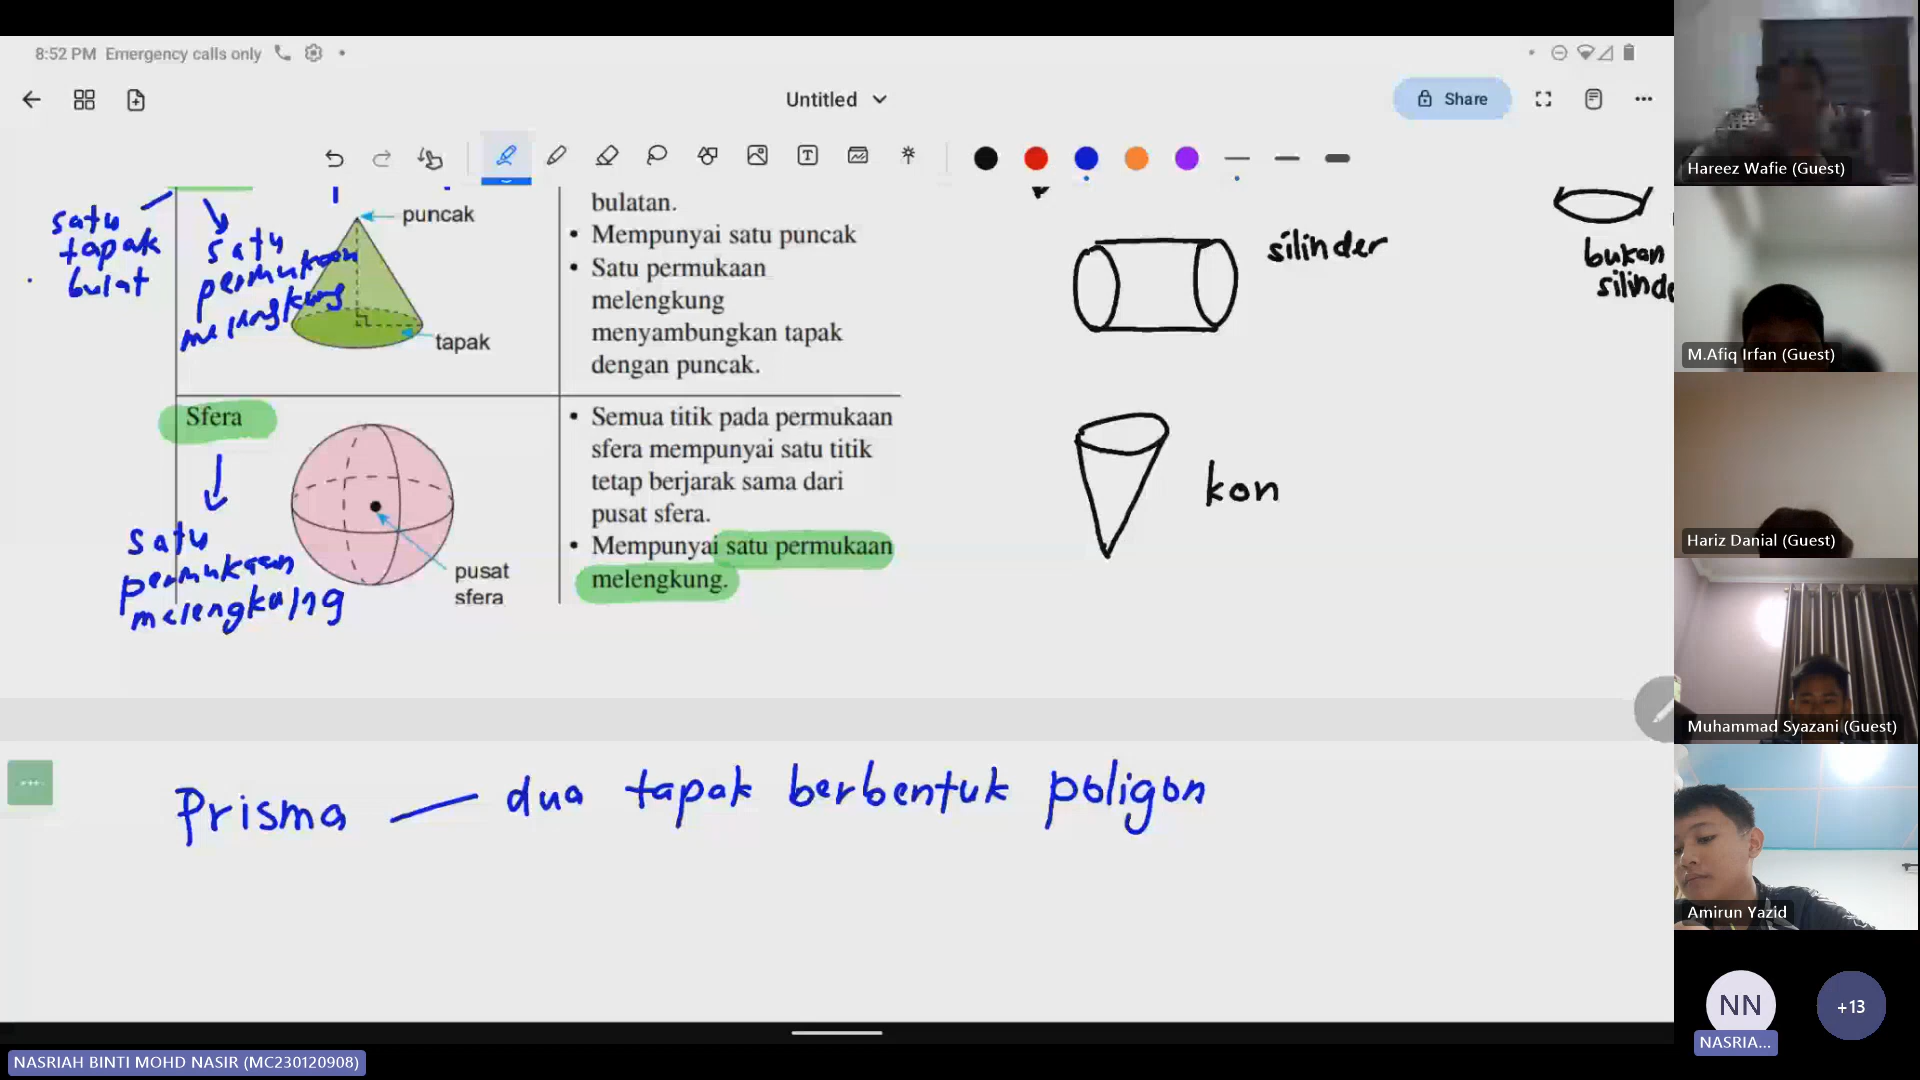 8:52 PM Emergency calls only
Untitled
Share
satu
tapak
bulat
satu
permukaan
melengkung
puncak
tapak
bulatan.
• Mempunyai satu puncak
• Satu permukaan
melengkung
menyambungkan tapak
dengan puncak.
Sfera
satu
permukaan
melengkung
pusat
sfera
• Semua titik pada permukaan
sfera mempunyai satu titik
tetap berjarak sama dari
pusat sfera.
• Mempunyai satu permukaan
melengkung.
silinder
bukan
kon
Prisma — dua tapak berbentuk poligon
Hareez Wafie (Guest)
M.Afiq Irfan (Guest)
Hariz Danial (Guest)
Muhammad Syazani (Guest)
Amirun Yazid
NN
+13
NASRIA...
NASRIAH BINTI MOHD NASIR (MC230120908)